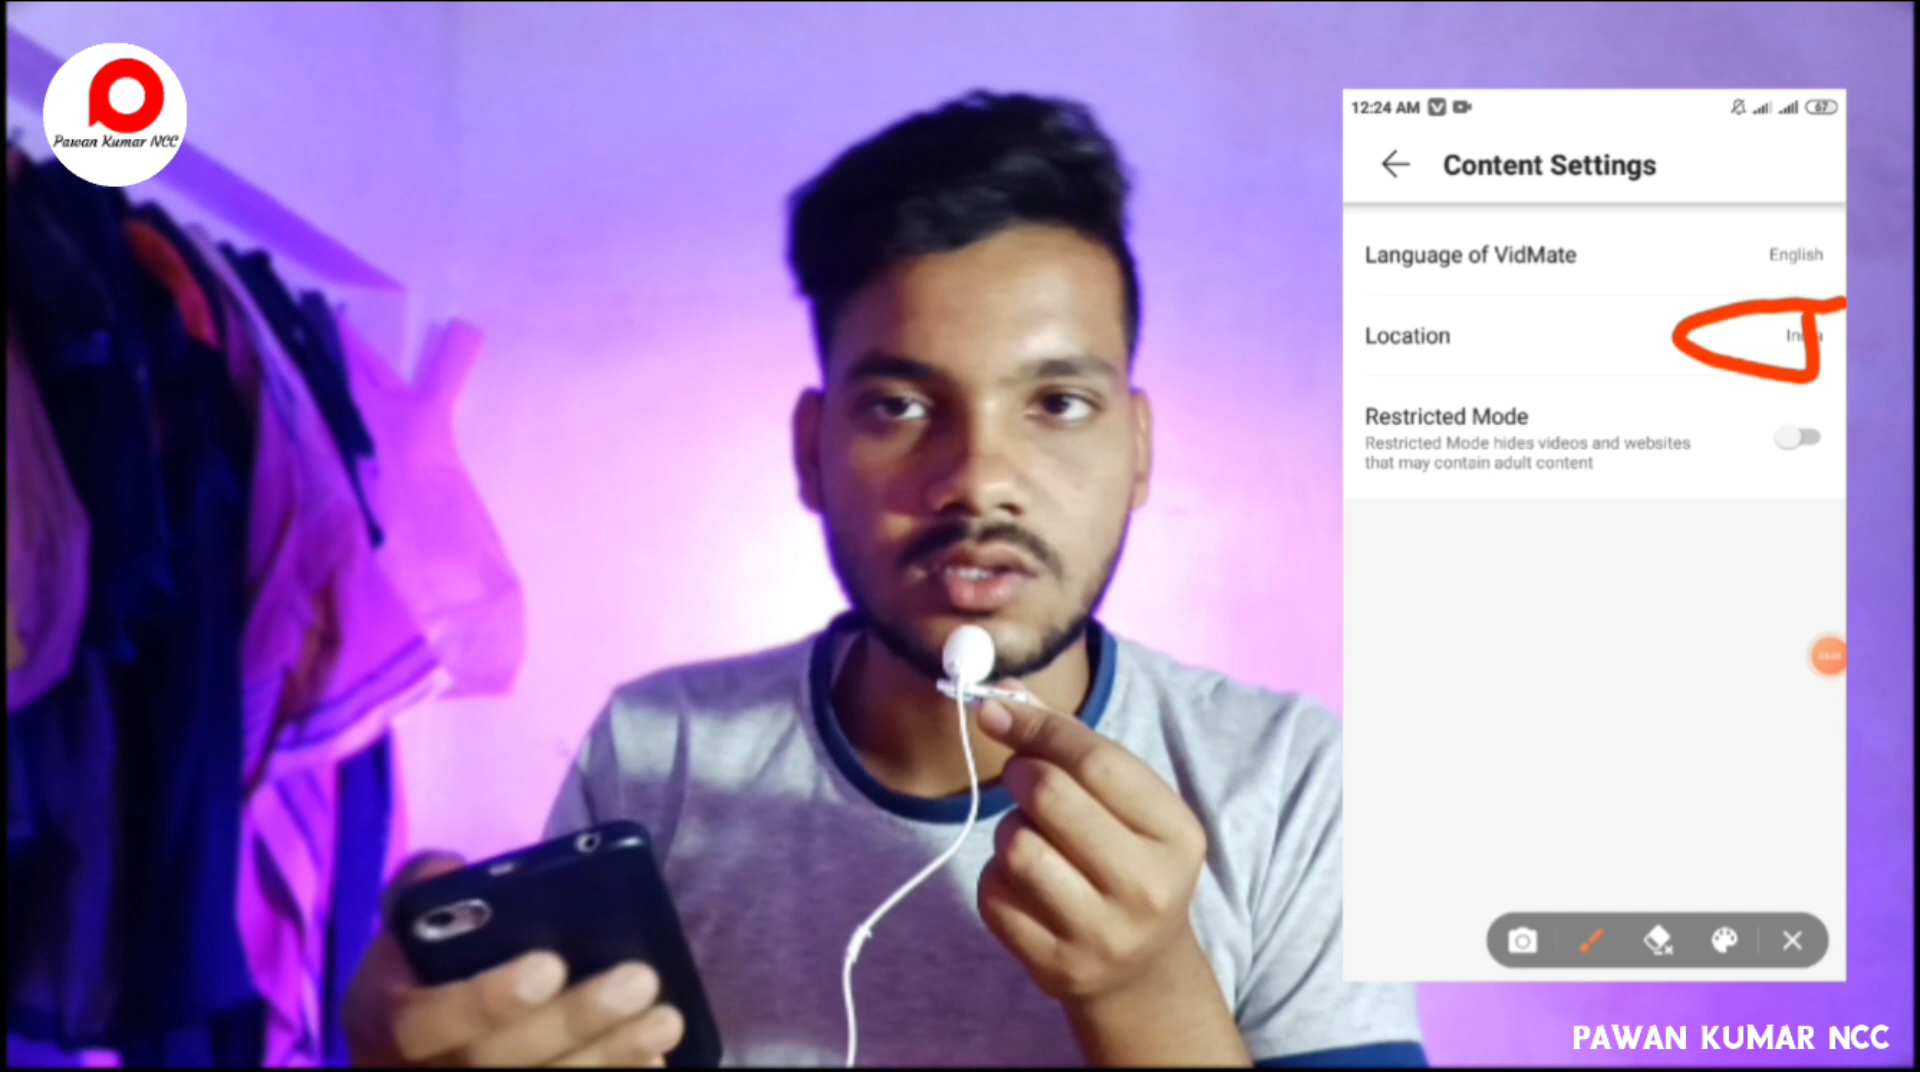 Pawan Kumar NCC
12:24 AM
67
Content Settings
Language of VidMate
English
Location
Restricted Mode
Restricted Mode hides videos and websites
that may contain adult content
PAWAN KUMAR NCC